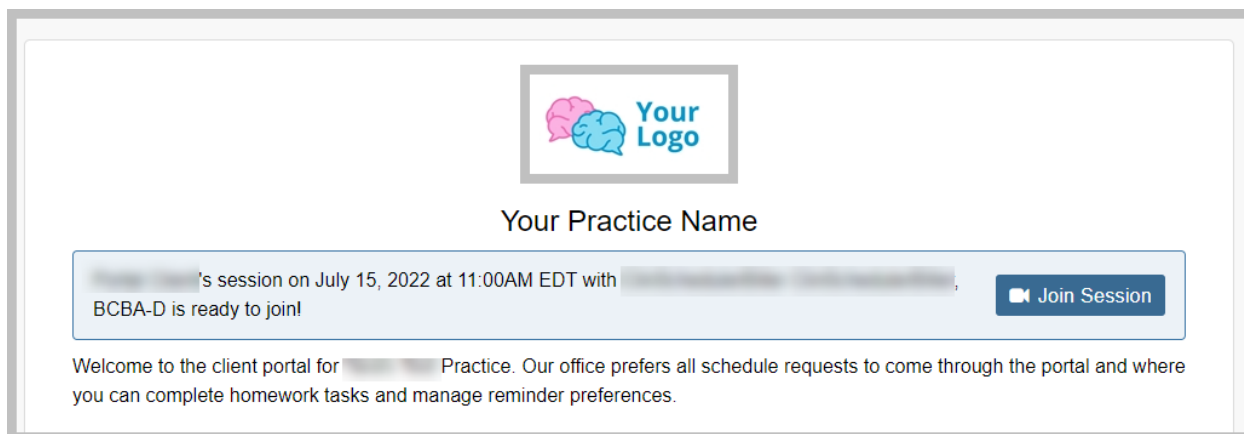 Your
Logo
Your Practice Name
's session on July 15, 2022 at 11:00AM EDT with ,
BCBA-D is ready to join!
Join Session
Welcome to the client portal for Practice. Our office prefers all schedule requests to come through the portal and where
you can complete homework tasks and manage reminder preferences.